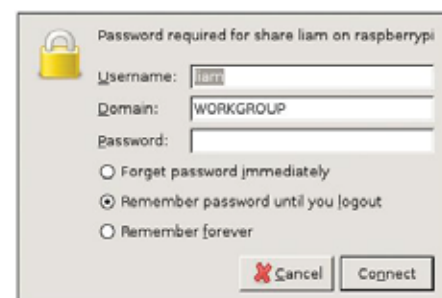 Password required for share liam on raspberrypi
Username: liam
Domain: WORKGROUP
Password:
Forget password immediately
Remember password until you logout
Remember forever
Cancel Connect